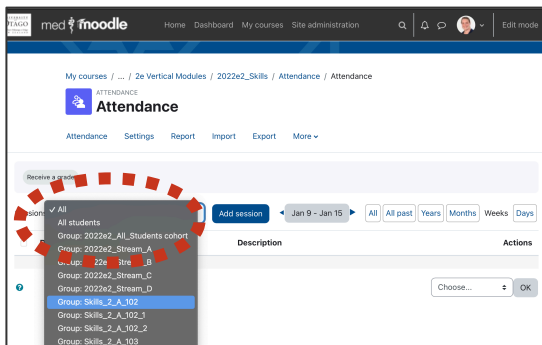 OTAGO
med moodle Home Dashboard My courses Site administration Edit mode
My courses / ... / 2e Vertical Modules / 2022e2_Skills / Attendance / Attendance
ATTENDANCE
Attendance
Attendance Settings Report Import Export More
Receive a grade
✓ All
All students
Add session Jan 9 - Jan 15 All All past Years Months Weeks Days
Group: 2022e2_All_Students cohort
Group: 2022e2_Stream_A
Description Actions
Group: 2022e2_Stream_B
Group: 2022e2_Stream_C
Group: 2022e2_Stream_D
Choose... OK
Group: Skills_2_A_102
Group: Skills_2_A_102_1
Group: Skills_2_A_102_2
Group: Skills_2_A_103